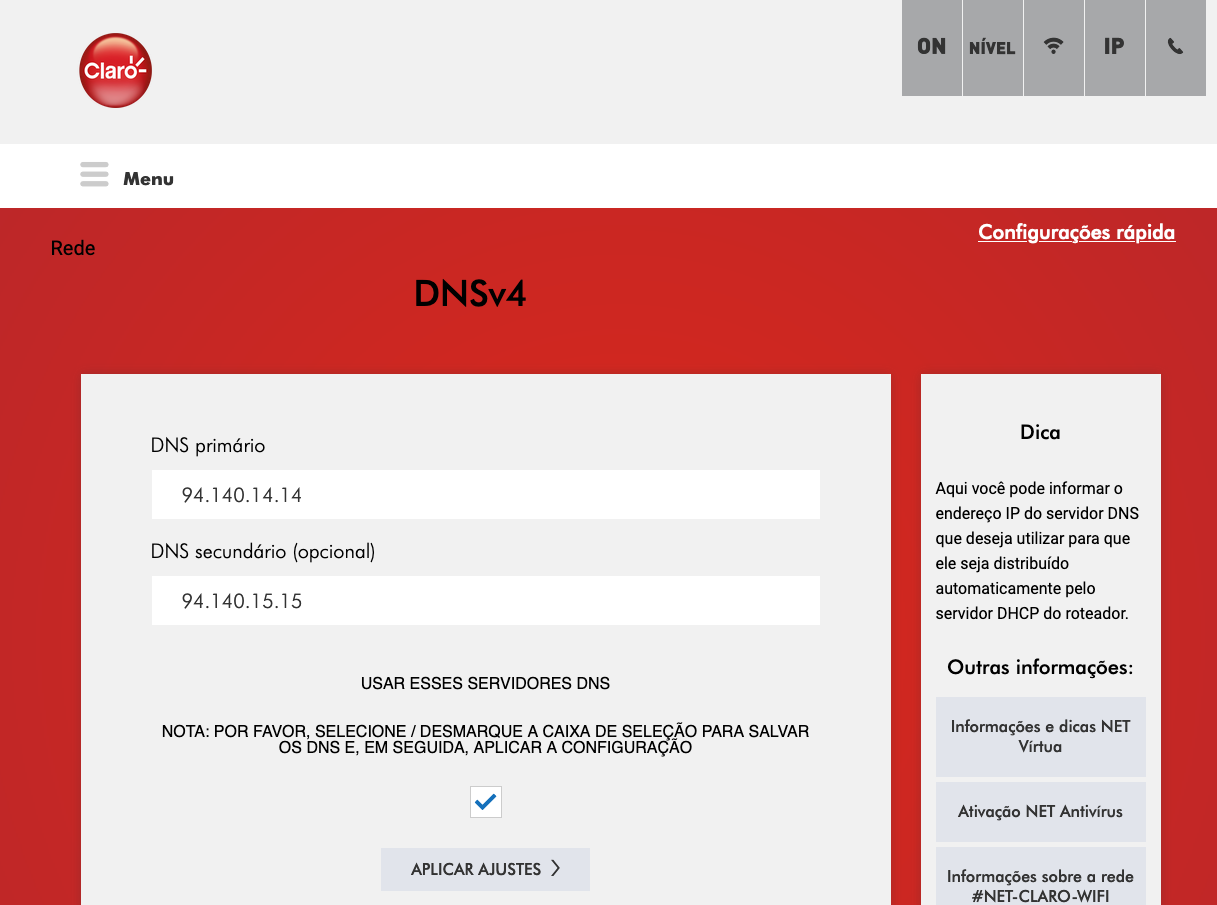 Claro
ON
NÍVEL
IP
Menu
Configurações rápida
Rede
DNSv4
DNS primário
94.140.14.14
DNS secundário (opcional)
94.140.15.15
USAR ESSES SERVIDORES DNS
NOTA: POR FAVOR, SELECIONE / DESMARQUE A CAIXA DE SELEÇÃO PARA SALVAR
OS DNS E, EM SEGUIDA, APLICAR A CONFIGURAÇÃO
APLICAR AJUSTES
Dica
Aqui você pode informar o
endereço IP do servidor DNS
que deseja utilizar para que
ele seja distribuído
automaticamente pelo
servidor DHCP do roteador.
Outras informações:
Informações e dicas NET
Vírtua
Ativação NET Antivírus
Informações sobre a rede
#NET-CLARO-WIFI